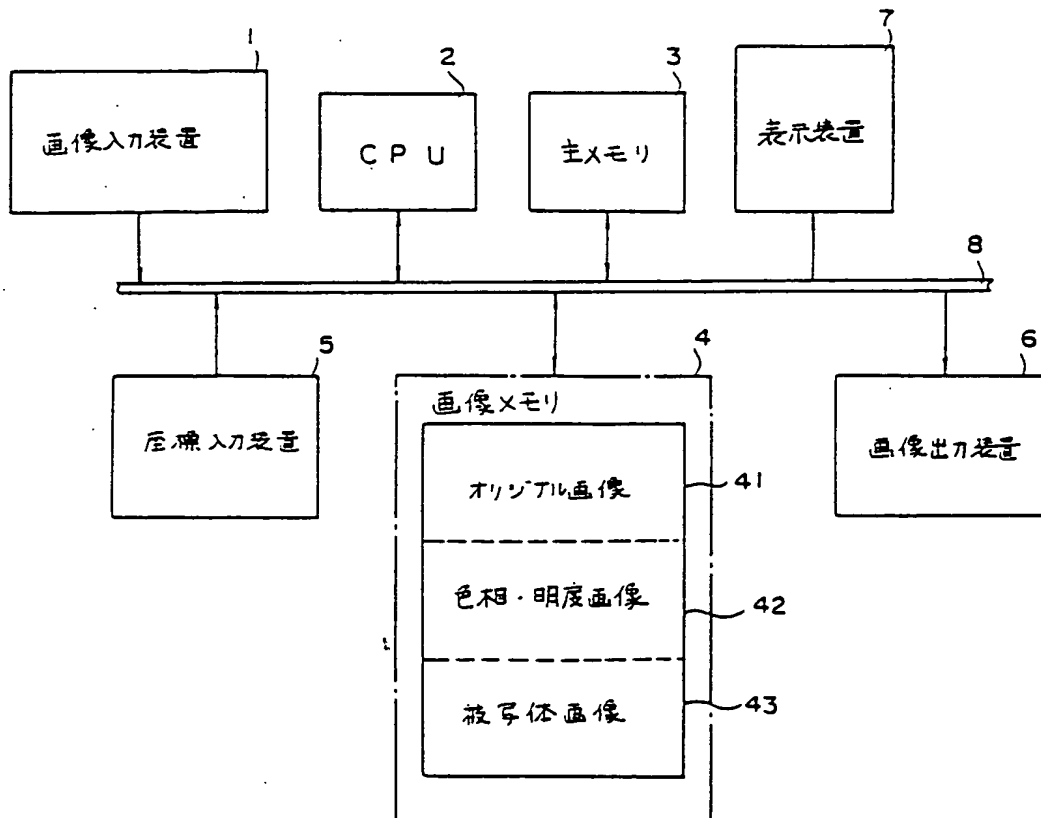 1
画像入力装置
2
CPU
3
主メモリ
7
表示装置
8
5
座標入力装置
4
画像メモリ
オリジナル画像
41
色相・明度画像
42
被写体画像
43
6
画像出力装置